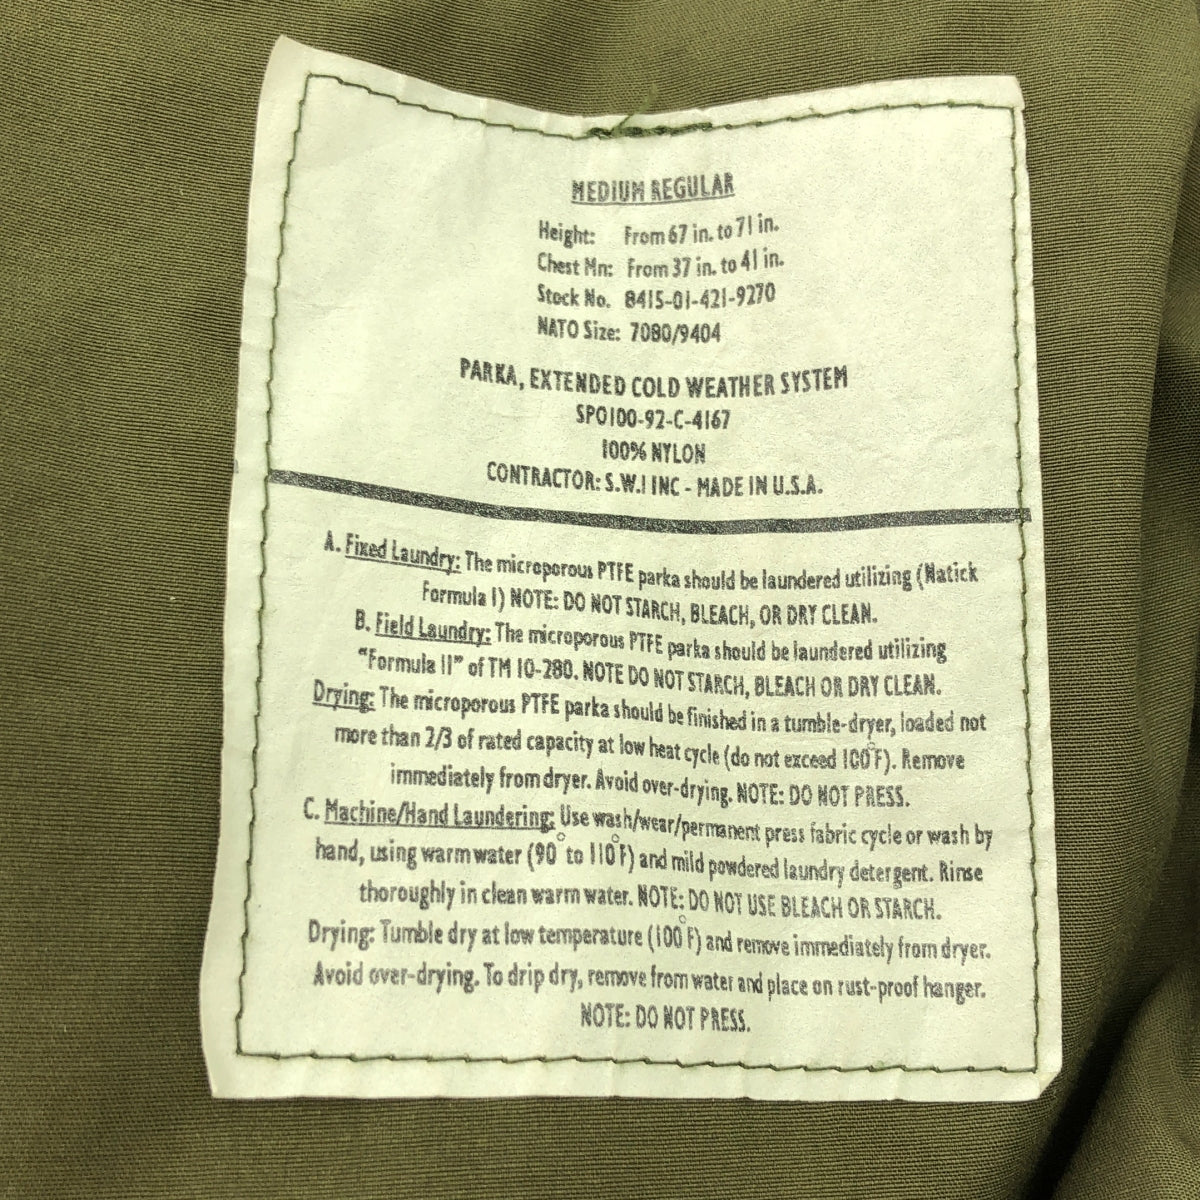 MEDIUM REGULAR
Height: From 67 in. to 71 in.
Chest Mn: From 37 in. to 41 in.
Stock No. 8415-01-421-9270
NATO Size: 7080/9404
PARKA, EXTENDED COLD WEATHER SYSTEM
SPO100-92-C-4167
100% NYLON
CONTRACTOR: S.W.I INC - MADE IN U.S.A.
A. Fixed Laundry: The microporous PTFE parka should be laundered utilizing (Natick
Formula I) NOTE: DO NOT STARCH, BLEACH, OR DRY CLEAN.
B. Field Laundry: The microporous PTFE parka should be laundered utilizing
"Formula II" of TM 10-280. NOTE DO NOT STARCH, BLEACH OR DRY CLEAN.
Drying: The microporous PTFE parka should be finished in a tumble-dryer, loaded not
more than 2/3 of rated capacity at low heat cycle (do not exceed 100°F). Remove
immediately from dryer. Avoid over-drying. NOTE: DO NOT PRESS.
C. Machine/Hand Laundering: Use wash/wear/permanent press fabric cycle or wash by
hand, using warm water (90° to 110°F) and mild powdered laundry detergent. Rinse
thoroughly in clean warm water. NOTE: DO NOT USE BLEACH OR STARCH.
Drying: Tumble dry at low temperature (100°F) and remove immediately from dryer.
Avoid over-drying. To drip dry, remove from water and place on rust-proof hanger.
NOTE: DO NOT PRESS.